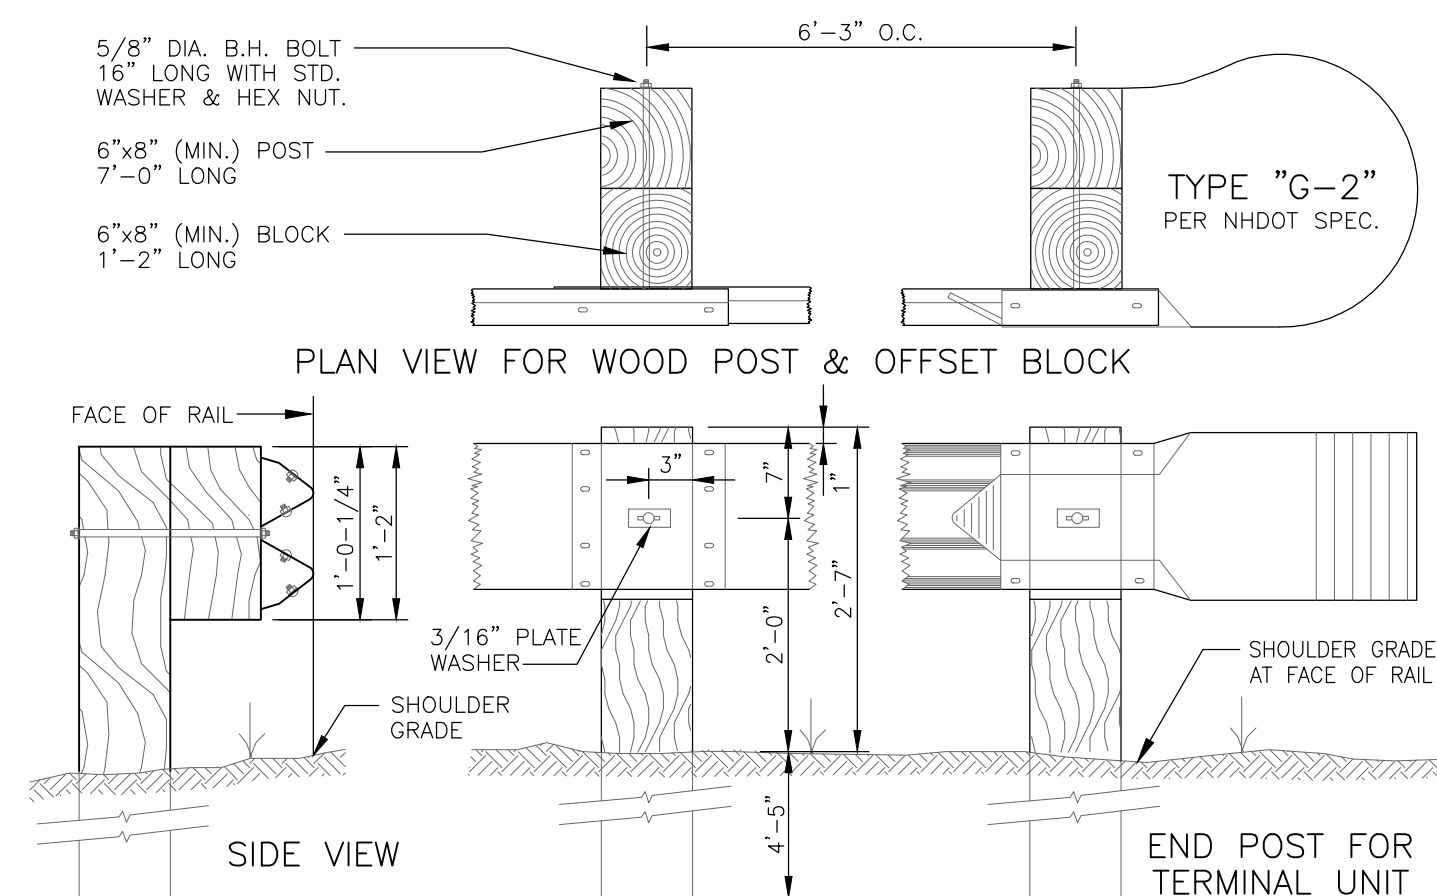 6'-3" O.C.
5/8" DIA. B.H. BOLT
16" LONG WITH STD.
WASHER & HEX NUT.
6"x8" (MIN.) POST
7'-0" LONG
6"x8" (MIN.) BLOCK
1'-2" LONG
TYPE "G-2"
PER NHDOT SPEC.
PLAN VIEW FOR WOOD POST & OFFSET BLOCK
FACE OF RAIL
1'-0-1/4"
1'-2"
3"
7"
1"
2'-0"
2'-7"
4'-5"
3/16" PLATE
WASHER
SHOULDER
GRADE
SHOULDER GRADE
AT FACE OF RAIL
SIDE VIEW
END POST FOR
TERMINAL UNIT